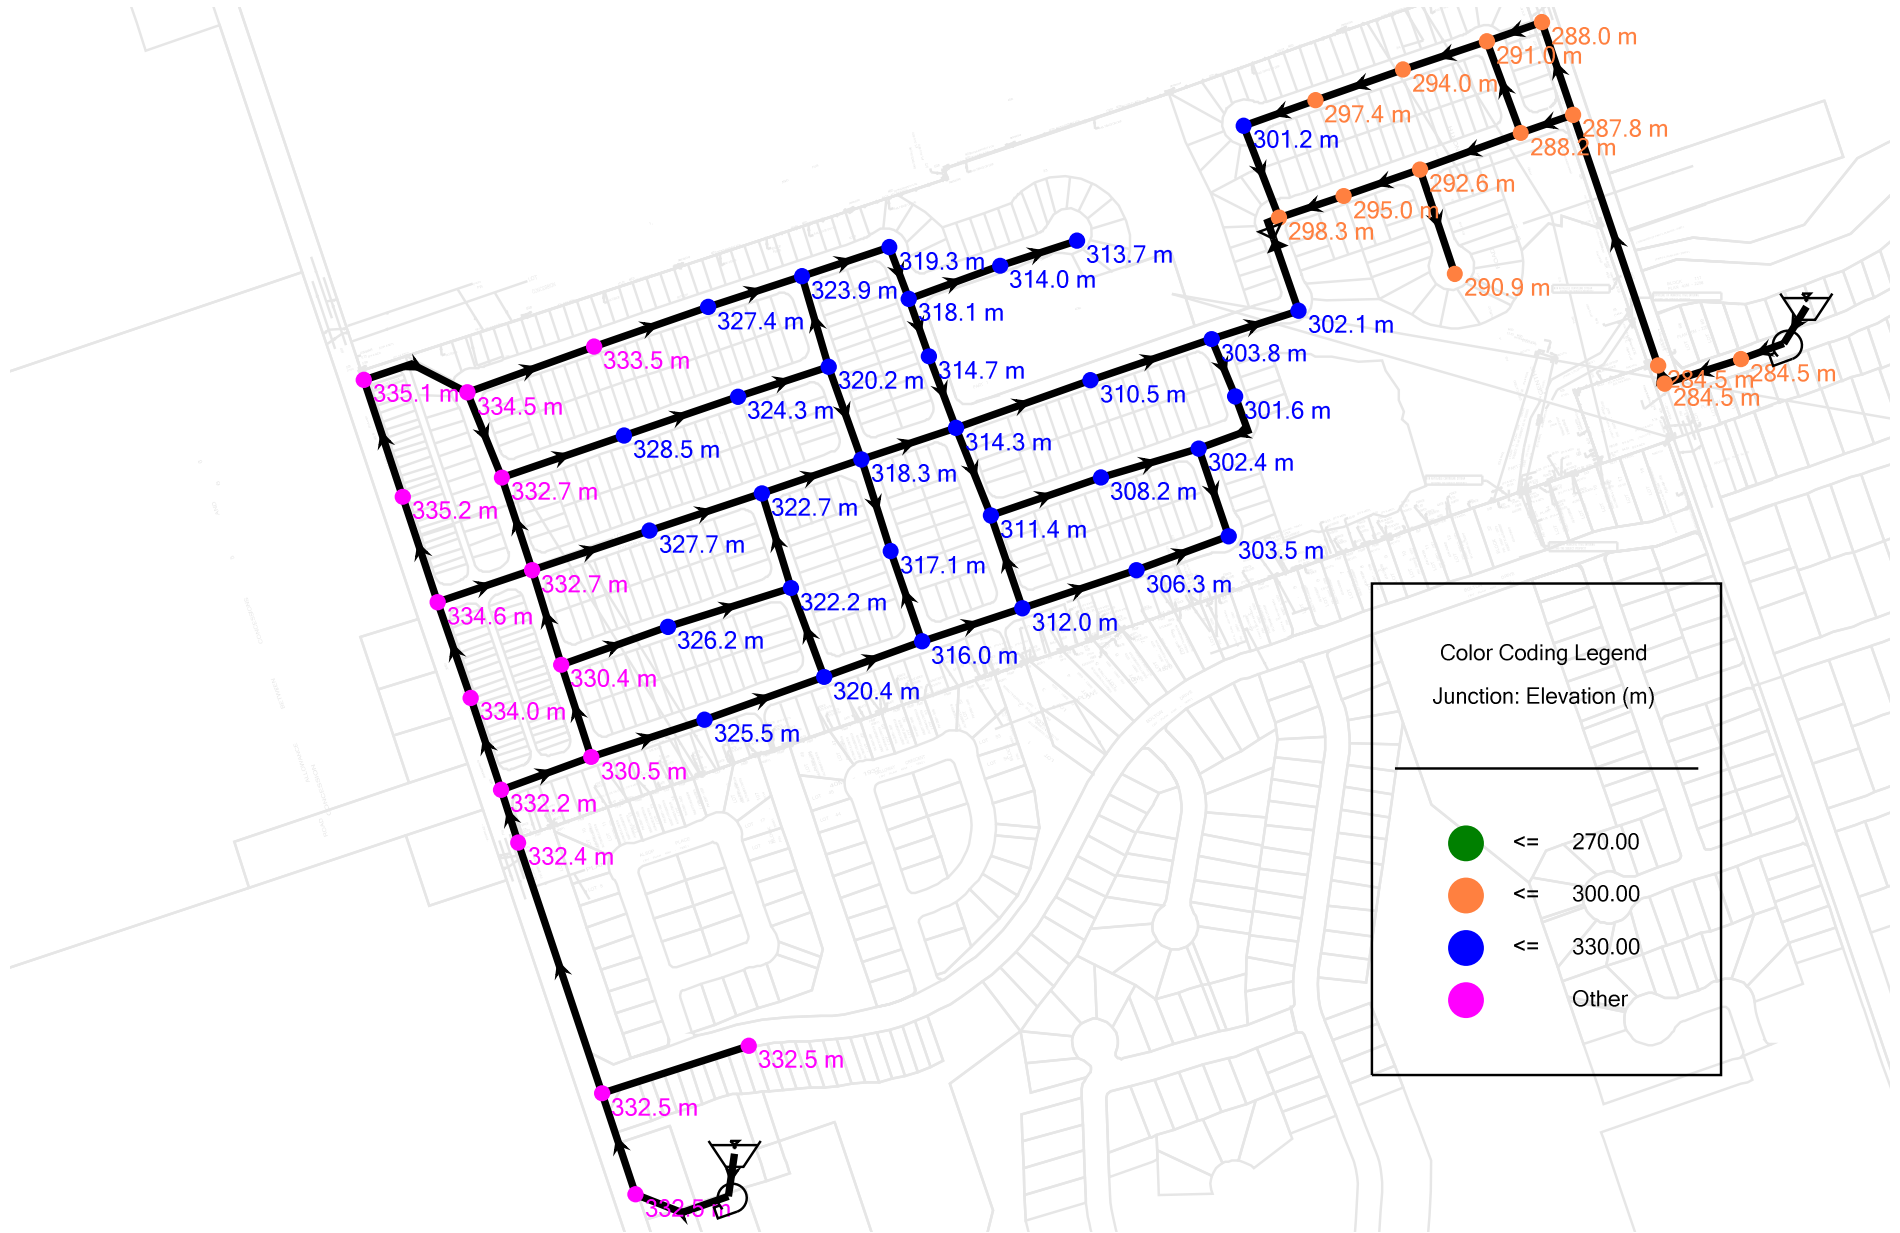 288.0 m
291.0 m
294.0 m
297.4 m
287.8 m
301.2 m
288.2 m
292.6 m
295.0 m
298.3 m
313.7 m
319.3 m
314.0 m
323.9 m
290.9 m
318.1 m
327.4 m
302.1 m
303.8 m
333.5 m
314.7 m
284.5 m
284.5 m
320.2 m
335.1 m
284.5 m
334.5 m
324.3 m
310.5 m
301.6 m
314.3 m
328.5 m
302.4 m
318.3 m
332.7 m
308.2 m
322.7 m
335.2 m
311.4 m
327.7 m
303.5 m
317.1 m
332.7 m
306.3 m
322.2 m
334.6 m
312.0 m
326.2 m
316.0 m
330.4 m
320.4 m
334.0 m
325.5 m
330.5 m
332.2 m
332.4 m
332.5 m
332.5 m
332.5 m
Color Coding Legend
Junction: Elevation (m)
<= 270.00
<= 300.00
<= 330.00
Other